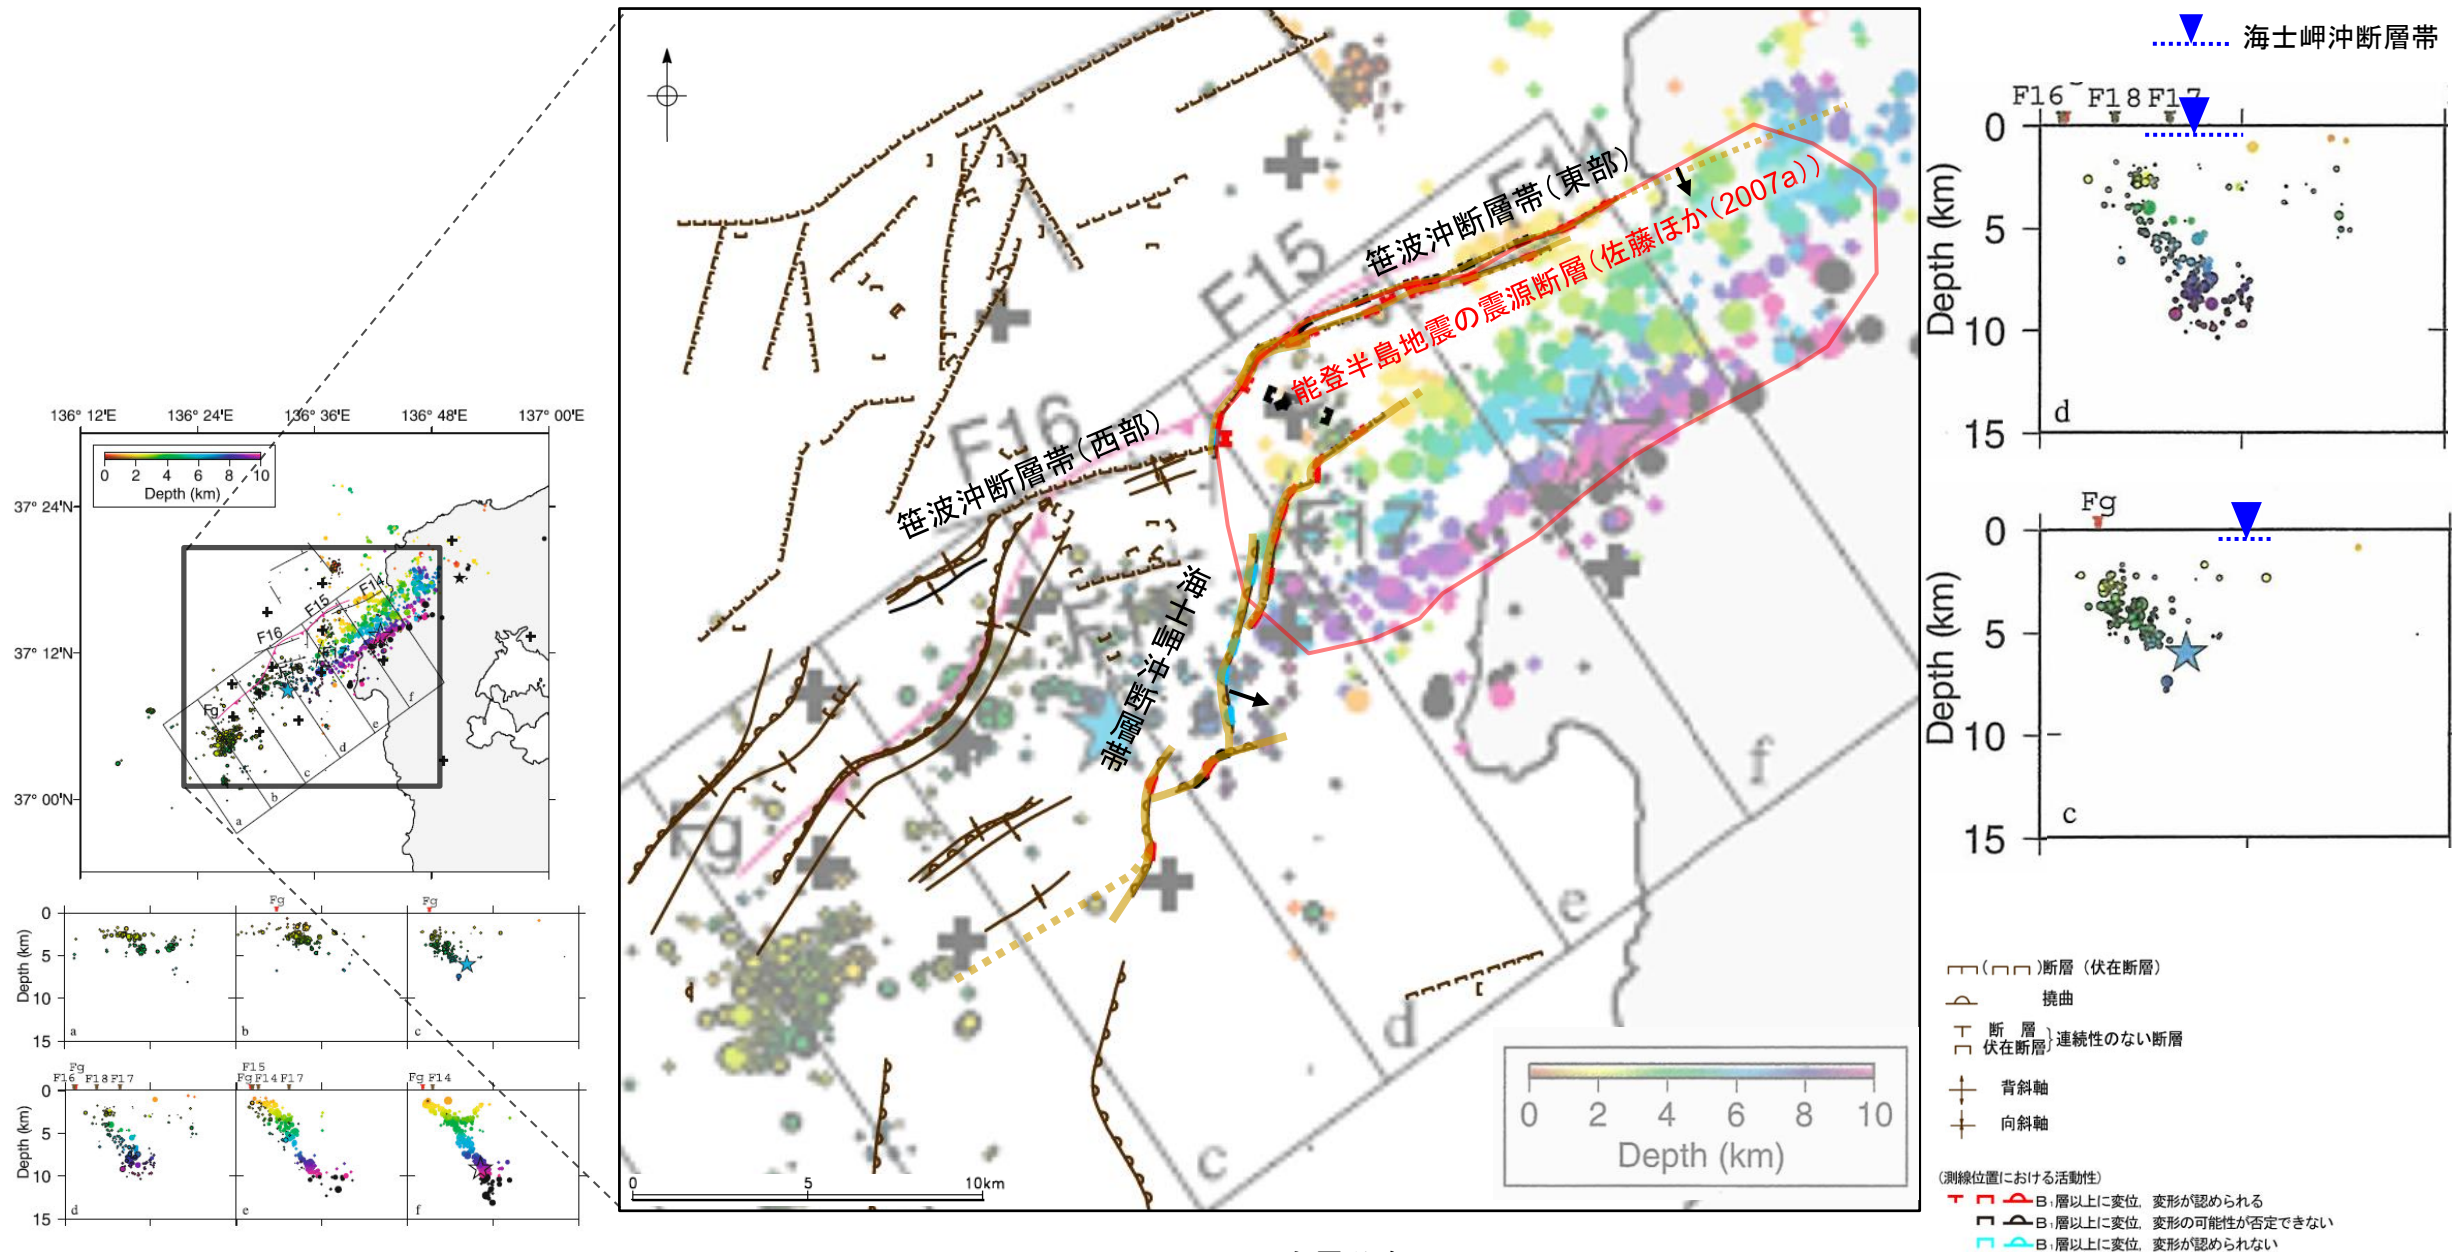 136° 12'E 136° 24'E 136° 36'E 136° 48'E 137° 00'E
0 2 4 6 8 10
Depth (km)
37° 24'N
37° 12'N
37° 00'N
F14
F15
F16
F17
Fg
a
b
c
d
e
f
Fg
Fg
0
5
10
15
Depth (km)
a
b
c
Fg
F16 F18 F17
F15
Fg F14 F17
Fg F14
0
5
10
15
Depth (km)
d
e
f
笹波沖断層帯(東部)
能登半島地震の震源断層(佐藤ほか(2007a))
笹波沖断層帯(西部)
海士岬沖断層帯
F14
F15
F16
F17
Fg
f
e
d
c
0 5 10km
0 2 4 6 8 10
Depth (km)
海士岬沖断層帯
F16 F18 F17
0
5
10
15
Depth (km)
d
Fg
0
5
10
15
Depth (km)
c
( )断層(伏在断層)
撓曲
断 層
伏在断層
連続性のない断層
背斜軸
向斜軸
(測線位置における活動性)
B₁層以上に変位,変形が認められる
B₁層以上に変位,変形の可能性が否定できない
B₁層以上に変位,変形が認められない